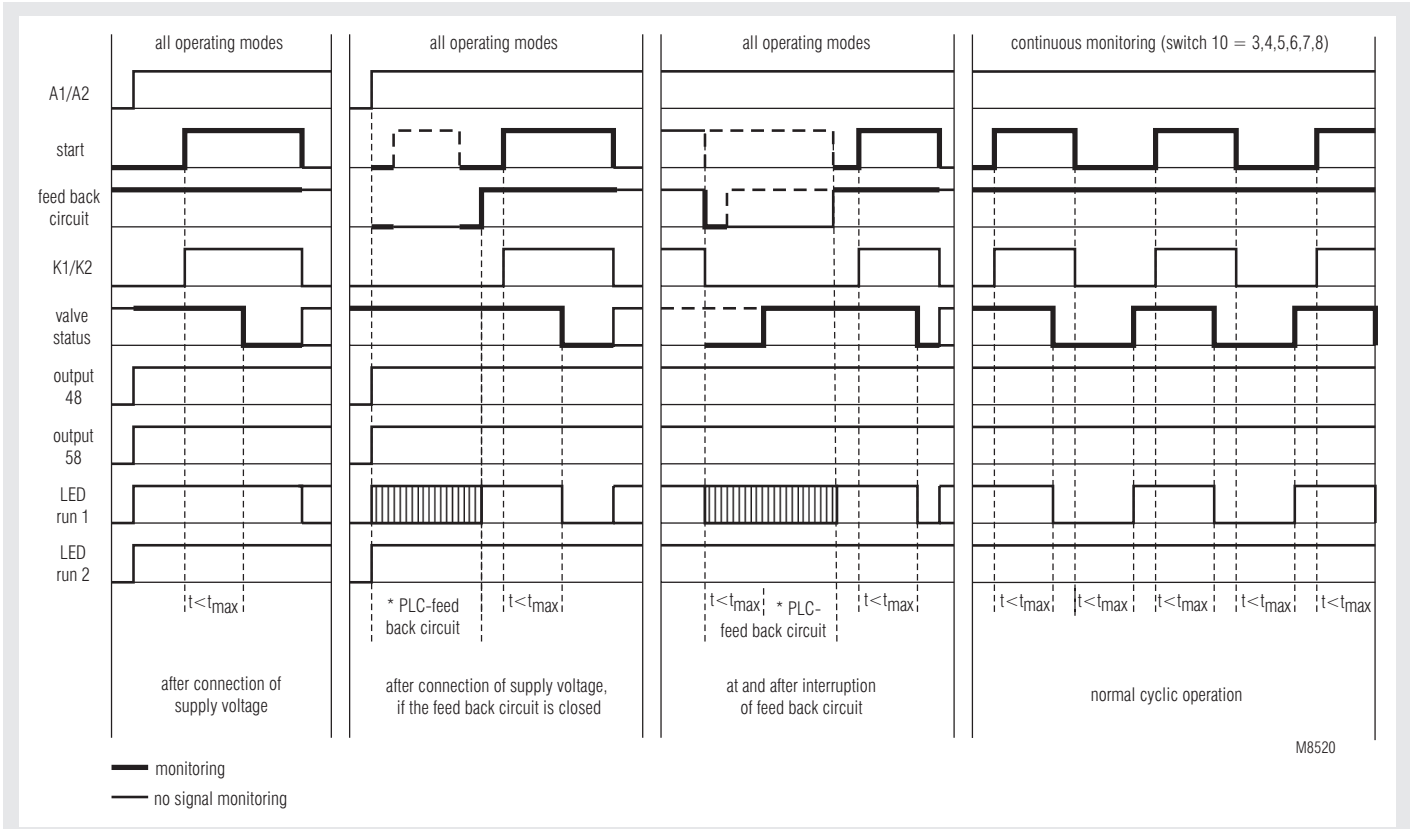 all operating modes
all operating modes
all operating modes
continuous monitoring (switch 10 = 3,4,5,6,7,8)
A1/A2
start
feed back
circuit
K1/K2
valve
status
output
48
output
58
LED
run 1
LED
run 2
t<tmax
* PLC-feed
back circuit
t<tmax
t<tmax
* PLC-
feed back circuit
t<tmax
t<tmax
t<tmax
t<tmax
t<tmax
t<tmax
after connection of
supply voltage
after connection of supply voltage,
if the feed back circuit is closed
at and after interruption
of feed back circuit
normal cyclic operation
M8520
monitoring
no signal monitoring